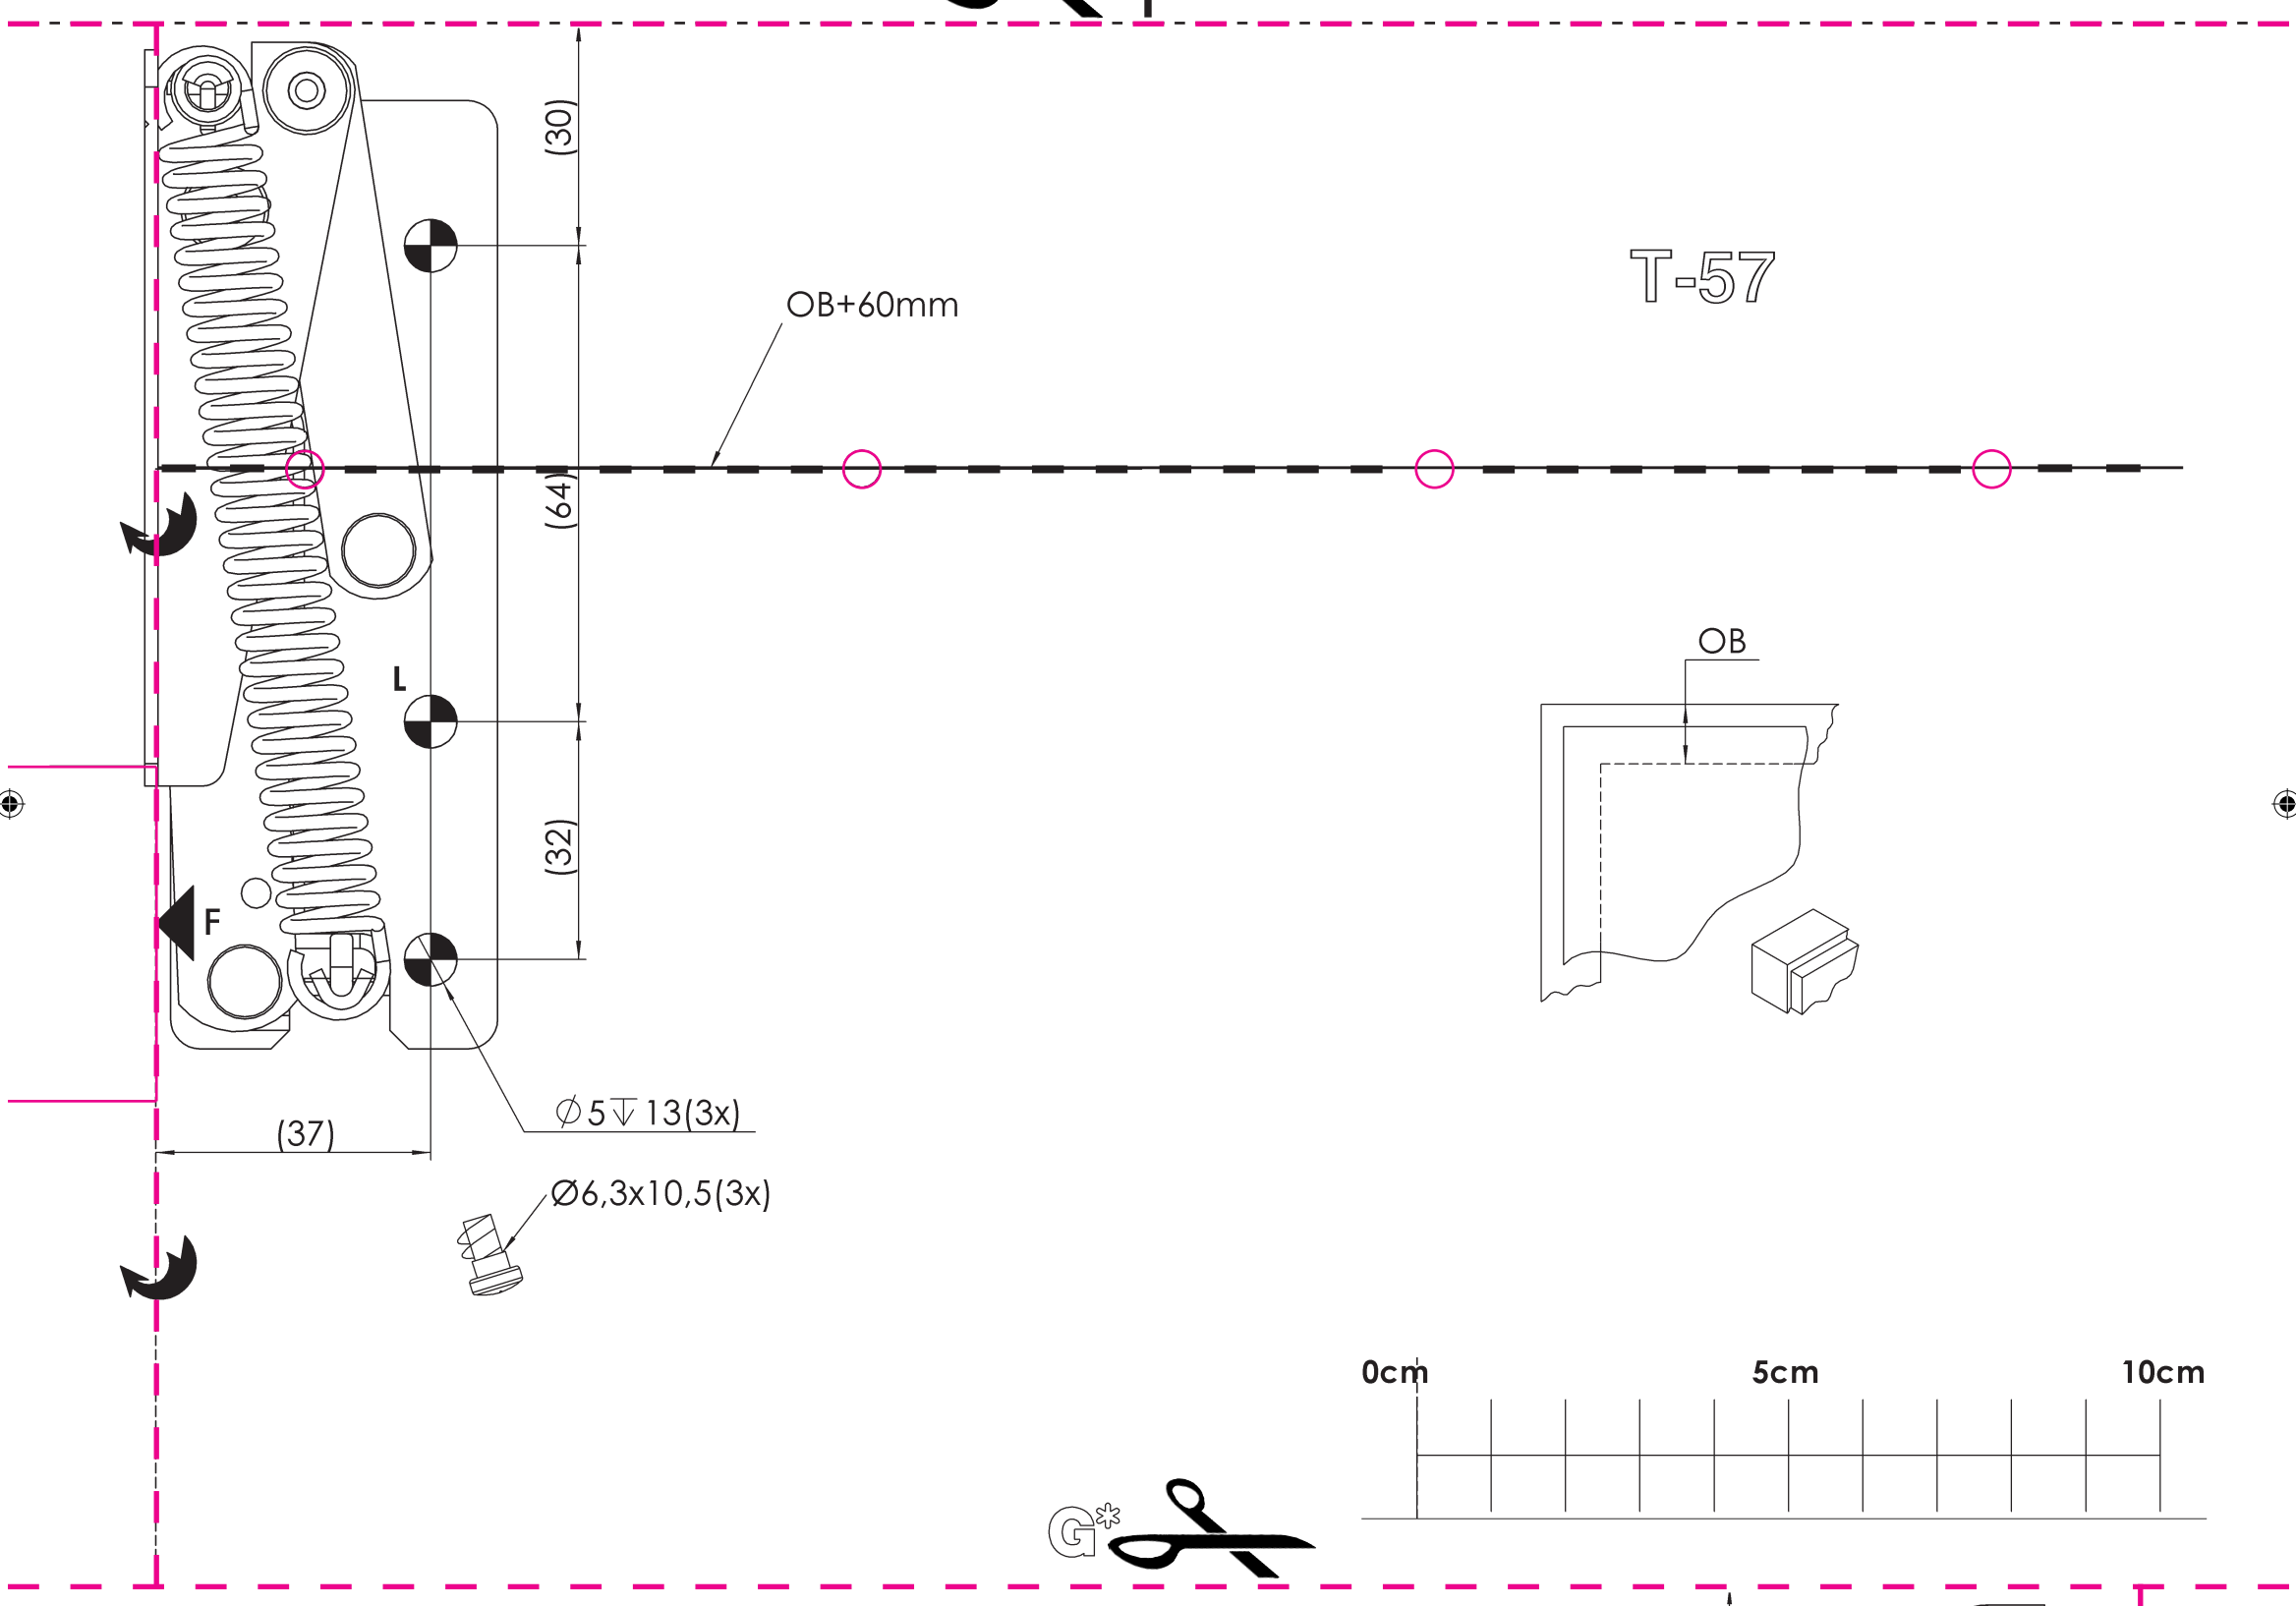 (30)
T-57
OB+60mm
(64)
OB
L
(32)
F
⌀5↧13(3x)
(37)
Ø6,3x10,5(3x)
0cm 5cm 10cm
G*